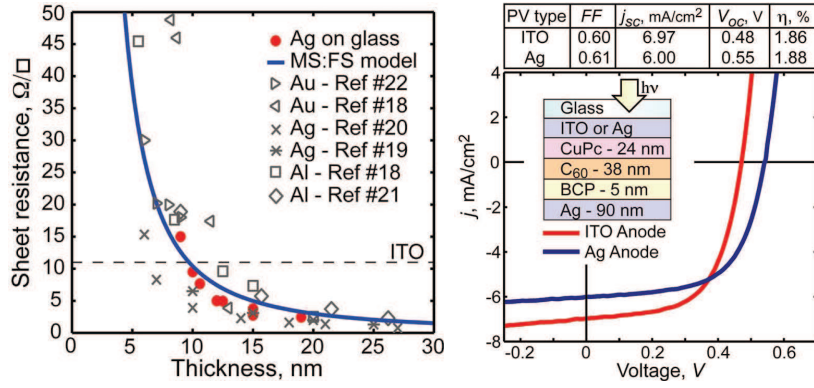 Sheet resistance, Ω/□
50
45
40
35
30
25
20
15
10
5
0
Ag on glass
MS:FS model
Au - Ref #22
Au - Ref #18
Ag - Ref #20
Ag - Ref #19
Al - Ref #18
Al - Ref #21
ITO
0 5 10 15 20 25 30
Thickness, nm
PV type FF jsc, mA/cm² Voc, V η, %
ITO 0.60 6.97 0.48 1.86
Ag 0.61 6.00 0.55 1.88
j, mA/cm²
4
2
0
-2
-4
-6
-8
hν
Glass
ITO or Ag
CuPc - 24 nm
C60 - 38 nm
BCP - 5 nm
Ag - 90 nm
ITO Anode
Ag Anode
-0.2 0 0.2 0.4 0.6
Voltage, V